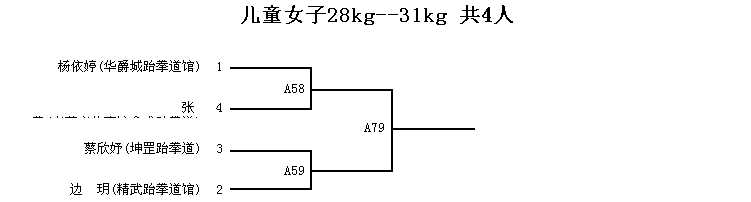 儿童女子28kg--31kg 共4人
杨依婷(华爵城跆拳道馆) 1
A58
张 4
A79
蔡欣妤(坤罡跆拳道) 3
A59
边 玥(精武跆拳道馆) 2